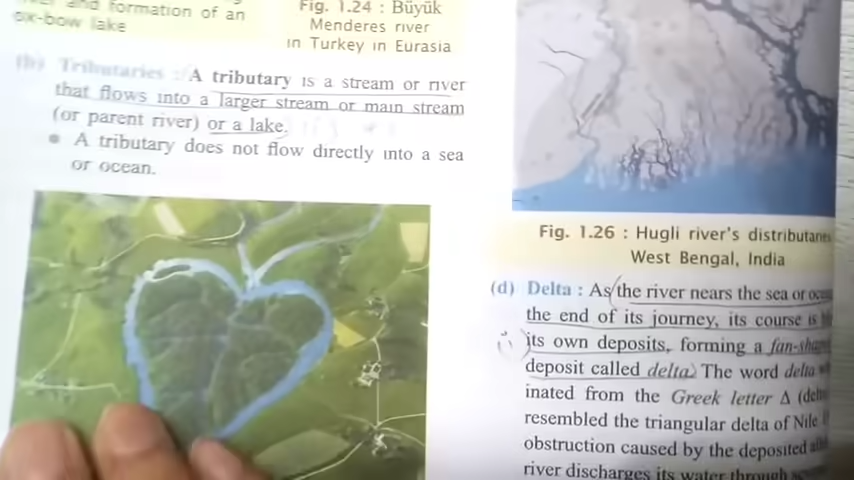 and formation of an
ox-bow lake
Fig. 1.24 : Büyük
Menderes river
in Turkey in Eurasia
(b) Tributaries : A tributary is a stream or river
that flows into a larger stream or main stream
(or parent river) or a lake.
• A tributary does not flow directly into a sea
or ocean.
Fig. 1.26 : Hugli river's
West Bengal, India
(d) Delta : As the river nears the sea or
the end of its journey, its course is
its own deposits, forming a
deposit called delta. The word delta
inated from the Greek letter Δ
resembled the triangular delta of Nile.
obstruction caused by the deposited
river discharges its water through